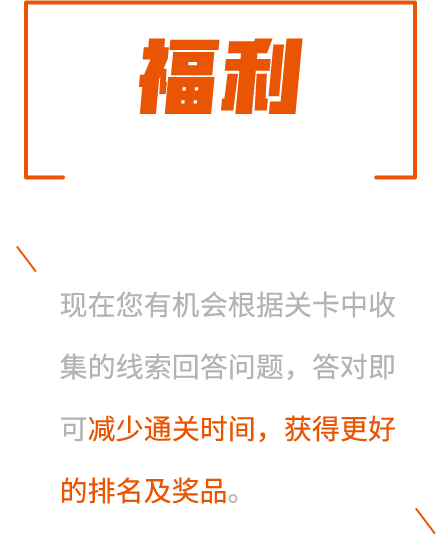 福利
现在您有机会根据关卡中收
集的线索回答问题，答对即
可减少通关时间，获得更好
的排名及奖品。